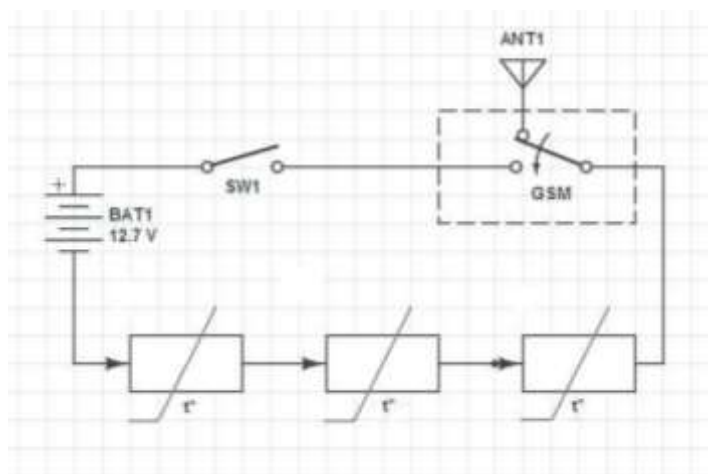 ANT1
SW1
GSM
+
BAT1
12.7 V
t°
t°
t°